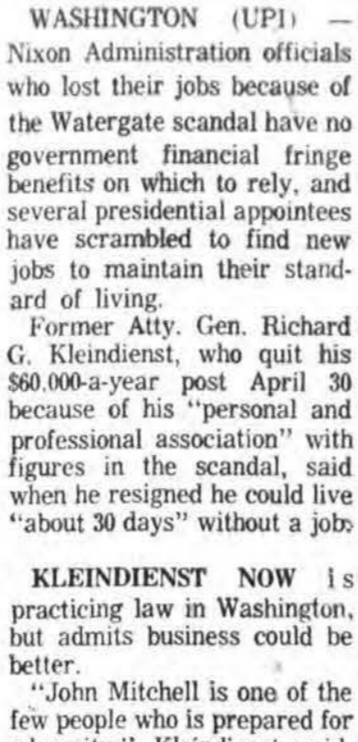 WASHINGTON (UPI) —
Nixon Administration officials
who lost their jobs because of
the Watergate scandal have no
government financial fringe
benefits on which to rely, and
several presidential appointees
have scrambled to find new
jobs to maintain their stand-
ard of living.
Former Atty. Gen. Richard
G. Kleindienst, who quit his
$60,000-a-year post April 30
because of his "personal and
professional association" with
figures in the scandal, said
when he resigned he could live
"about 30 days" without a job.
KLEINDIENST NOW is
practicing law in Washington,
but admits business could be
better.
"John Mitchell is one of the
few people who is prepared for